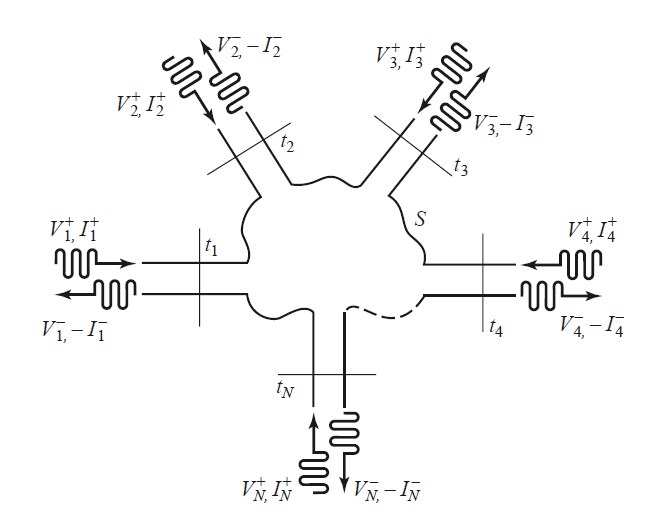 V₂⁻, −I₂⁻
V₃⁺, I₃⁺
V₂⁺, I₂⁺
V₃⁻, −I₃⁻
t₂
t₃
S
V₁⁺, I₁⁺
t₁
V₄⁺, I₄⁺
V₁⁻, −I₁⁻
t₄
V₄⁻, −I₄⁻
t_N
V_N⁺, I_N⁺
V_N⁻, −I_N⁻